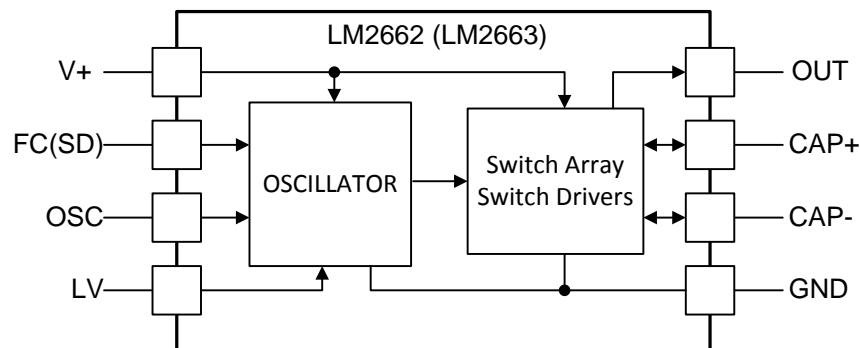 LM2662 (LM2663)
V+
OUT
FC(SD)
CAP+
OSCILLATOR
Switch Array
Switch Drivers
OSC
CAP-
LV
GND